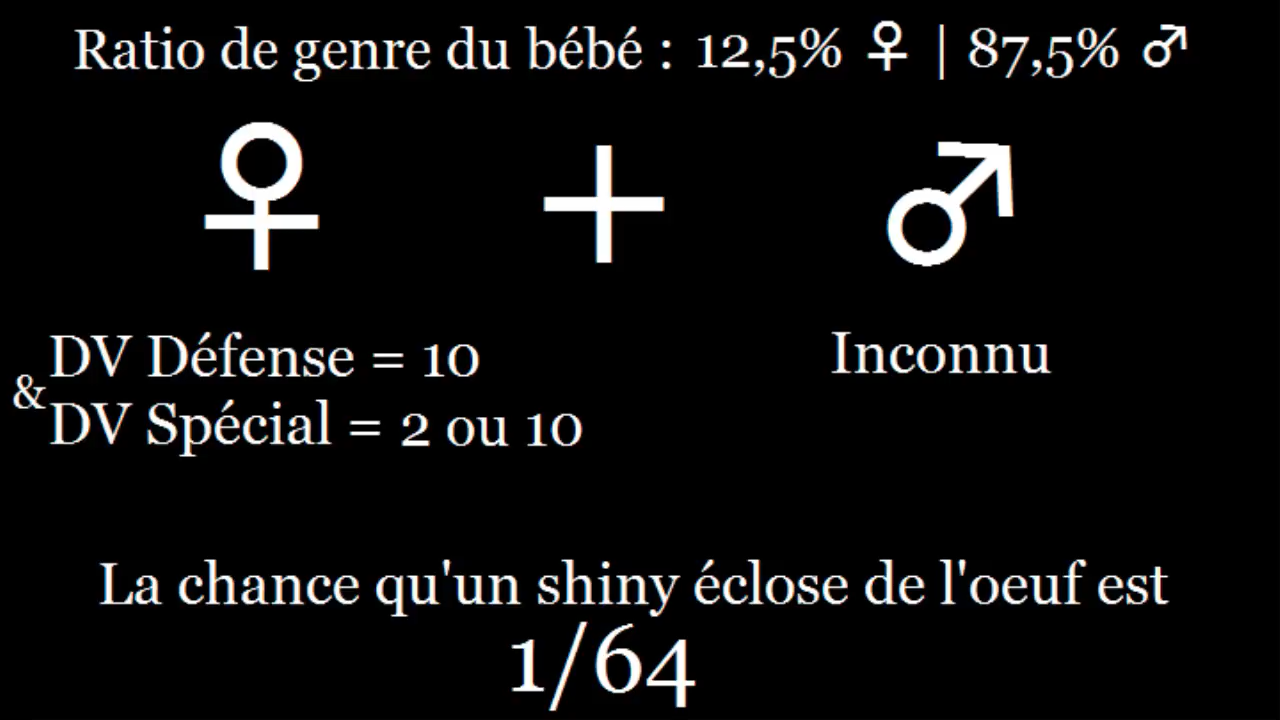 Ratio de genre du bébé : 12,5% ♀ | 87,5% ♂
♀ + ♂
DV Défense = 10
Inconnu
&
DV Spécial = 2 ou 10
La chance qu'un shiny éclose de l'oeuf est
1/64